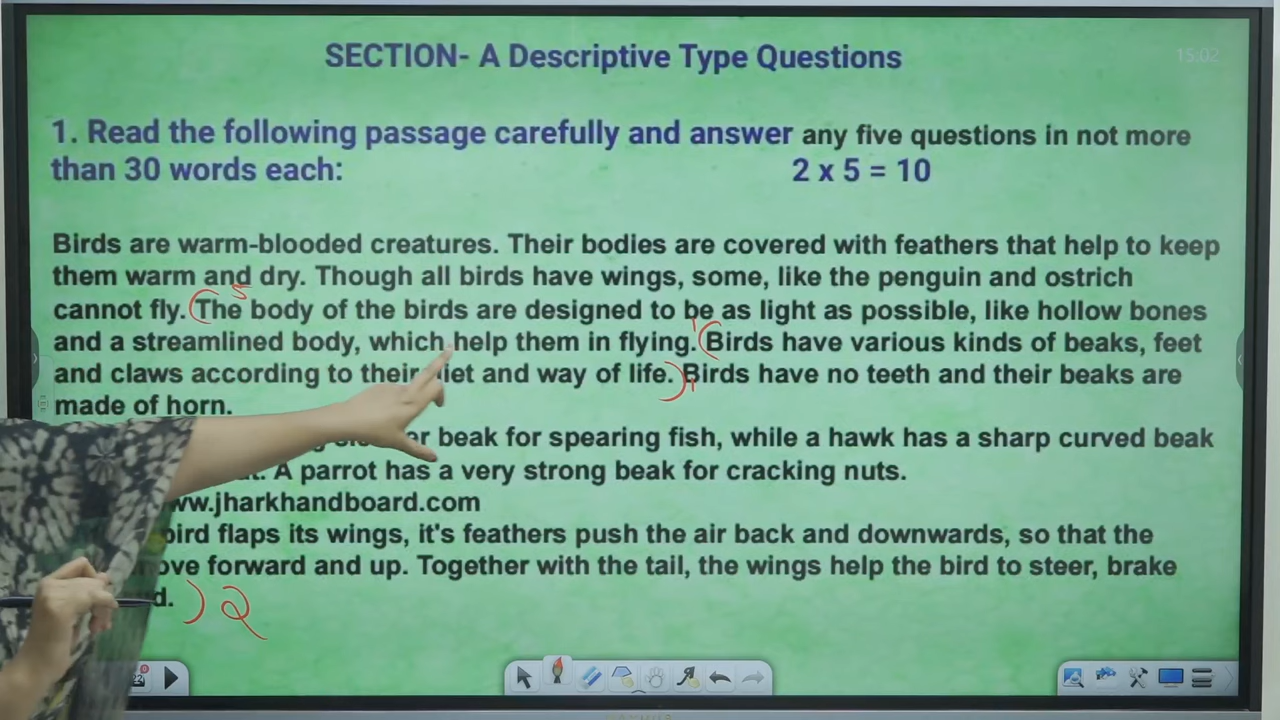 SECTION- A Descriptive Type Questions
15:02
1. Read the following passage carefully and answer any five questions in not more
than 30 words each: 2 x 5 = 10
Birds are warm-blooded creatures. Their bodies are covered with feathers that help to keep
them warm and dry. Though all birds have wings, some, like the penguin and ostrich
cannot fly. (The body of the birds are designed to be as light as possible, like hollow bones
and a streamlined body, which help them in flying. (Birds have various kinds of beaks, feet
and claws according to their and way of life. ) Birds have no teeth and their beaks are
made of horn.
beak for spearing fish, while a hawk has a sharp curved beak
A parrot has a very strong beak for cracking nuts.
jharkhandboard.com
bird flaps its wings, it's feathers push the air back and downwards, so that the
forward and up. Together with the tail, the wings help the bird to steer, brake
) 2